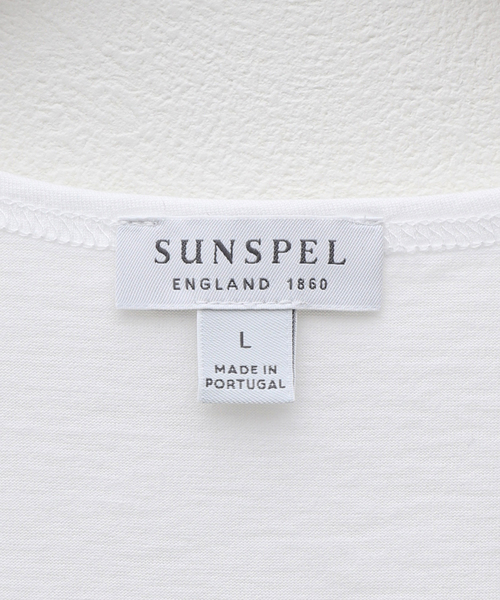 SUNSPEL
ENGLAND 1860
L
MADE IN
PORTUGAL